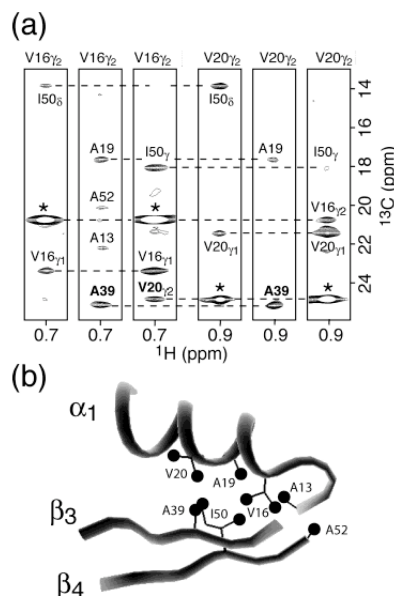 (a)
V16γ2 V16γ2 V16γ2 V20γ2 V20γ2 V20γ2
I50δ I50δ 14
A19 I50γ A19 I50γ 18
* A52 * V16γ2
A13 V20γ1 V20γ1 22
V16γ1 V16γ1
A39 V20γ2 * A39 * 24
13C (ppm)
16
20
0.7 0.7 0.7 0.9 0.9 0.9
1H (ppm)
(b)
α1
V20 A19 A13
A39 I50 V16
β3 A52
β4